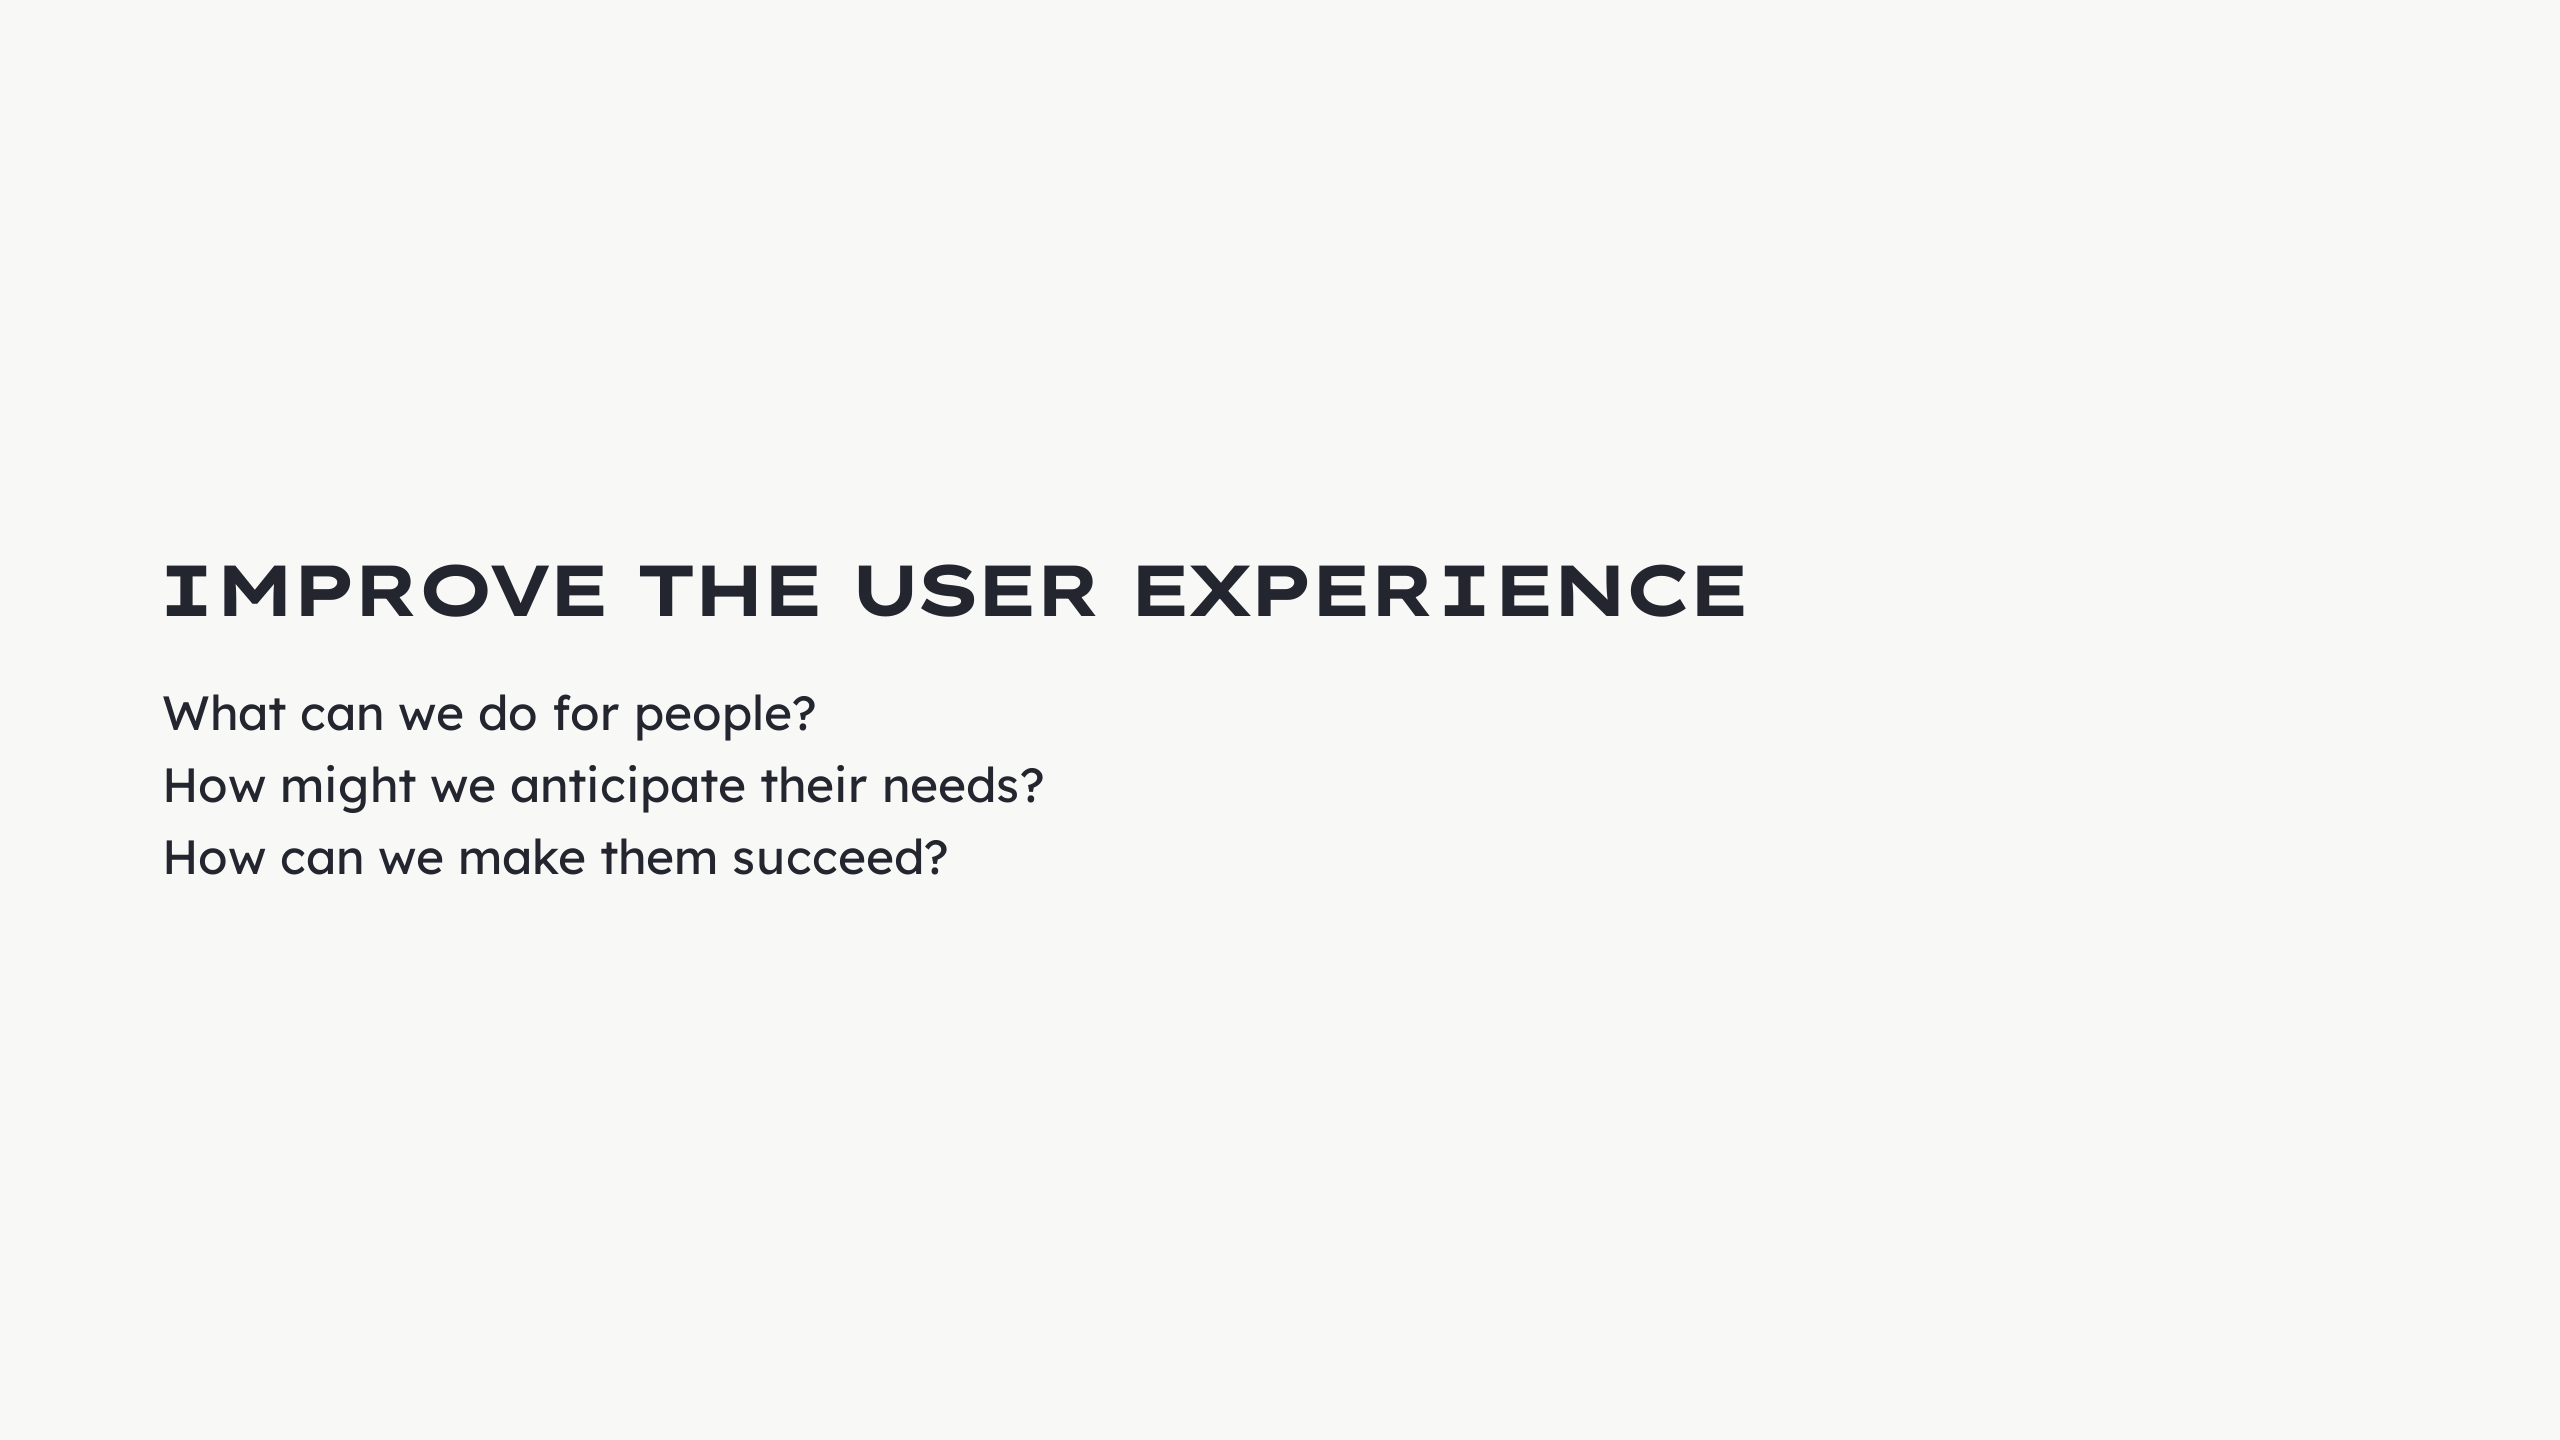 IMPROVE THE USER EXPERIENCE
What can we do for people?
How might we anticipate their needs?
How can we make them succeed?